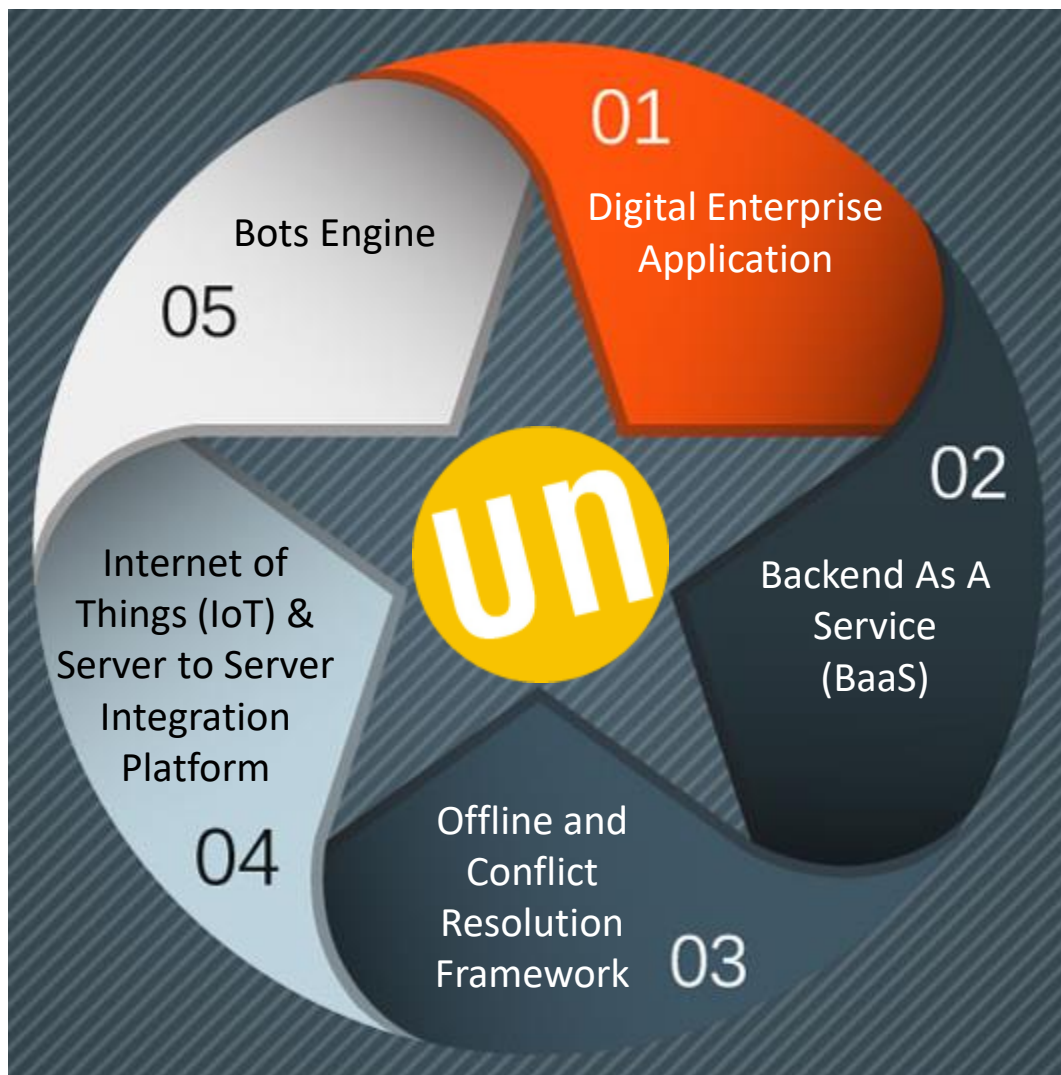 01
Digital Enterprise
Application
02
Backend As A
Service
(BaaS)
03
Offline and
Conflict
Resolution
Framework
04
Internet of
Things (IoT) &
Server to Server
Integration
Platform
05
Bots Engine
un